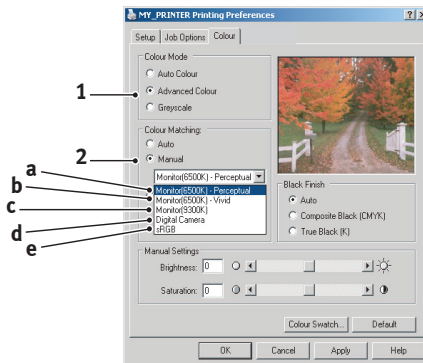 MY_PRINTER Printing Preferences
Setup
Job Options
Colour
Colour Mode
Auto Colour
1
Advanced Colour
Greyscale
Colour Matching:
Auto
2
Manual
Monitor(6500K) - Perceptual
a
Monitor(6500K) - Perceptual
b
Monitor(6500K) - Vivid
c
Monitor(9300K)
d
Digital Camera
e
sRGB
Black Finish
Auto
Composite Black (CMYK)
True Black (K)
Manual Settings
Brightness: 0
Saturation: 0
Colour Swatch...
Default
OK
Cancel
Apply
Help